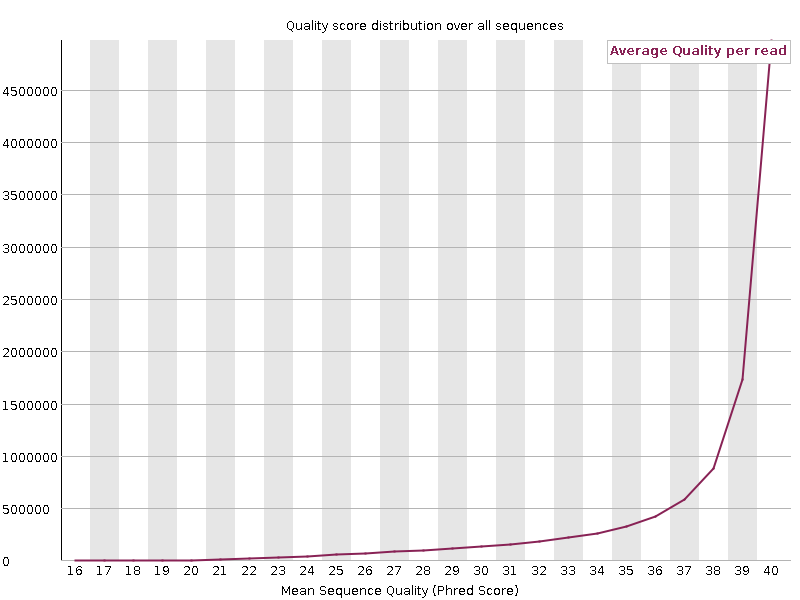 Quality score distribution over all sequences
Average Quality per read
4500000
4000000
3500000
3000000
2500000
2000000
1500000
1000000
500000
0
16 17 18 19 20 21 22 23 24 25 26 27 28 29 30 31 32 33 34 35 36 37 38 39 40
Mean Sequence Quality (Phred Score)